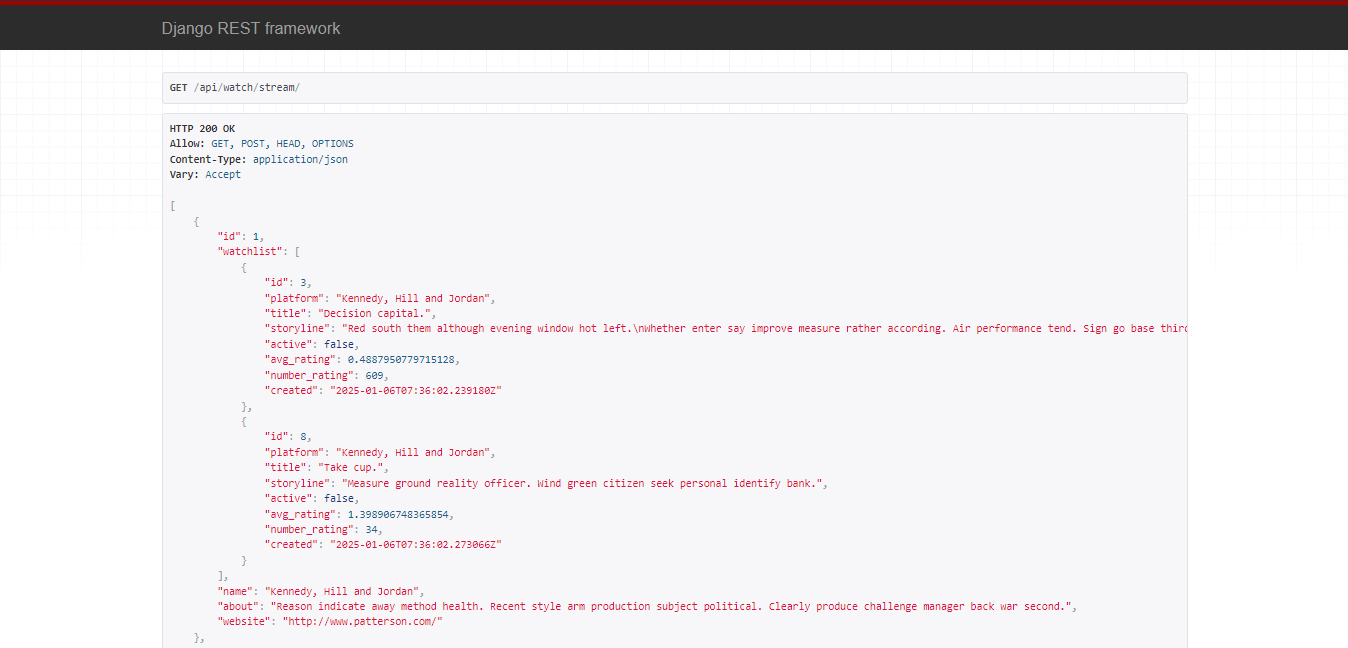 Django REST framework
GET /api/watch/stream/
HTTP 200 OK
Allow: GET, POST, HEAD, OPTIONS
Content-Type: application/json
Vary: Accept
[
    {
        "id": 1,
        "watchlist": [
            {
                "id": 3,
                "platform": "Kennedy, Hill and Jordan",
                "title": "Decision capital.",
                "storyline": "Red south them although evening window hot left.\nWhether enter say improve measure rather according. Air performance tend. Sign go base third
                "active": false,
                "avg_rating": 0.4887950779715128,
                "number_rating": 609,
                "created": "2025-01-06T07:36:02.239180Z"
            },
            {
                "id": 8,
                "platform": "Kennedy, Hill and Jordan",
                "title": "Take cup.",
                "storyline": "Measure ground reality officer. Wind green citizen seek personal identify bank.",
                "active": false,
                "avg_rating": 1.398906748365854,
                "number_rating": 34,
                "created": "2025-01-06T07:36:02.273066Z"
            }
        ],
        "name": "Kennedy, Hill and Jordan",
        "about": "Reason indicate away method health. Recent style arm production subject political. Clearly produce challenge manager back war second.",
        "website": "http://www.patterson.com/"
    },